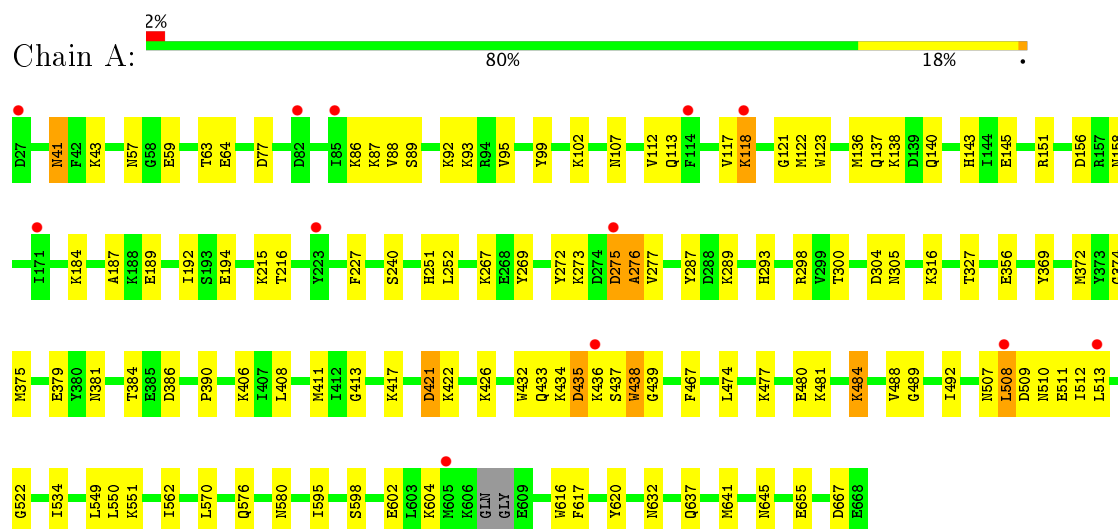 2%
Chain A:
80% 18% .
D27 N41 F42 K43 N57 G58 E59 T63 E64 D77 D82 I85 K86 K87 V88 S89 N92 K93 R94 V95 Y99 K102 N107 V112 Q113 F114 V117 K118 G121 M122 W123 M136 Q137 K138 D139 Q140 H143 I144 E145 R151 D156 R157 N158
I171 K184 A187 K188 E189 I192 S193 E194 K215 T216 Y223 F227 S240 H251 L252 K267 E268 Y269 Y272 K273 D274 D275 A276 V277 Y287 D288 K289 H293 R298 V299 T300 D304 N305 K316 T327 E356 Y369 M372 Y373 G374
M375 E379 Y380 N381 T384 E385 D386 P390 K406 I407 L408 M411 I412 G413 K417 D421 K422 K426 W432 Q433 K434 D435 K436 S437 W438 G439 F467 L474 K477 E480 K481 K484 V488 G489 I492 N507 L508 D509 N510 E511 I512 L513
G522 I534 L549 L550 K551 I562 L570 Q576 N580 I595 S598 E602 L603 K604 M605 K606 GLN GLY E609 W616 F617 Y620 N632 Q637 M641 N645 E655 D667 E668